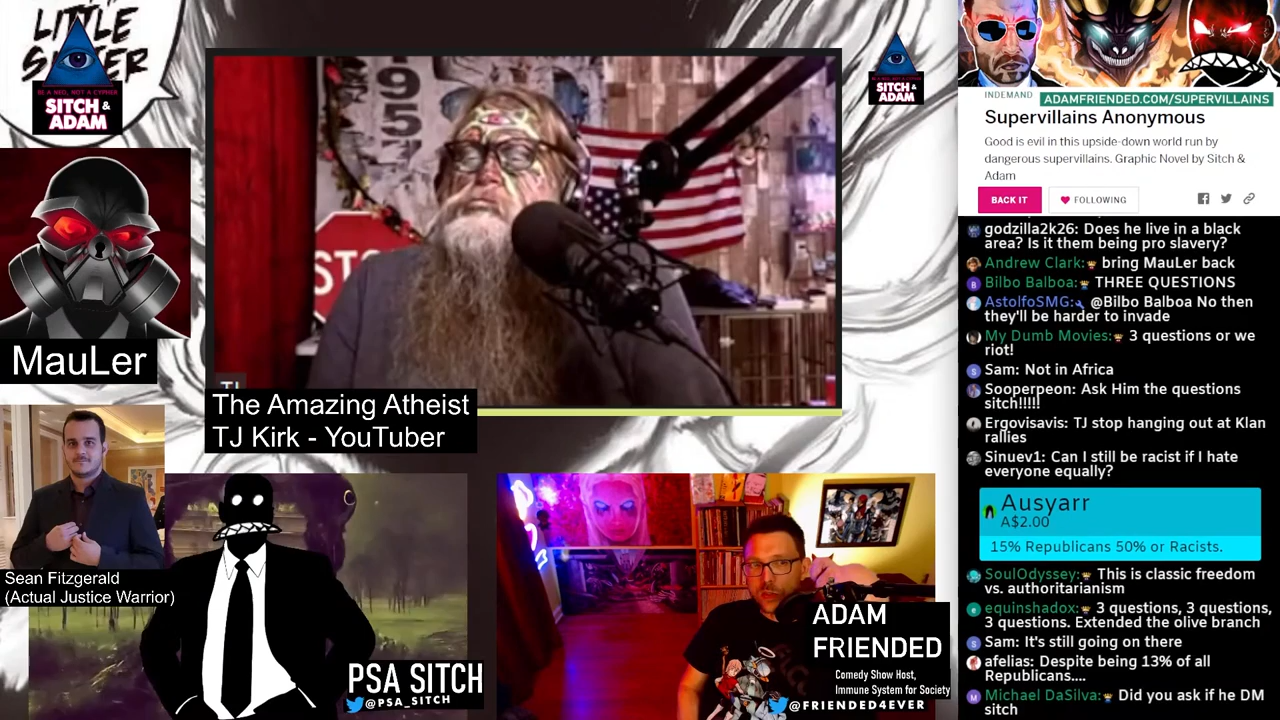 LITTLE
SISTER
BE A NEO, NOT A CYPHER
SITCH &
ADAM
MauLer
Sean Fitzgerald
(Actual Justice Warrior)
1957
STO
TJ
The Amazing Atheist
TJ Kirk - YouTuber
SITCH &
ADAM
PSA SITCH
@PSA_SITCH
ADAM
FRIENDED
Comedy Show Host,
Immune System for Society
@FRIENDED4EVER
INDEMAND
ADAMFRIENDED.COM/SUPERVILLAINS
Supervillains Anonymous
Good is evil in this upside-down world run by
dangerous supervillains. Graphic Novel by Sitch &
Adam
BACK IT
FOLLOWING
godzilla2k26: Does he live in a black
area? Is it them being pro slavery?
Andrew Clark: bring MauLer back
B
Bilbo Balboa: THREE QUESTIONS
AstolfoSMG: @Bilbo Balboa No then
they'll be harder to invade
My Dumb Movies: 3 questions or we
riot!
S
Sam: Not in Africa
Sooperpeon: Ask Him the questions
sitch!!!!!
Ergovisavis: TJ stop hanging out at Klan
rallies
S
Sinuev1: Can I still be racist if I hate
everyone equally?
Ausyarr
A$2.00
15% Republicans 50% or Racists.
SoulOdyssey: This is classic freedom
vs. authoritarianism
e
equinshadox: 3 questions, 3 questions,
3 questions. Extended the olive branch
S
Sam: It's still going on there
afelias: Despite being 13% of all
Republicans....
Michael DaSilva: Did you ask if he DM
sitch